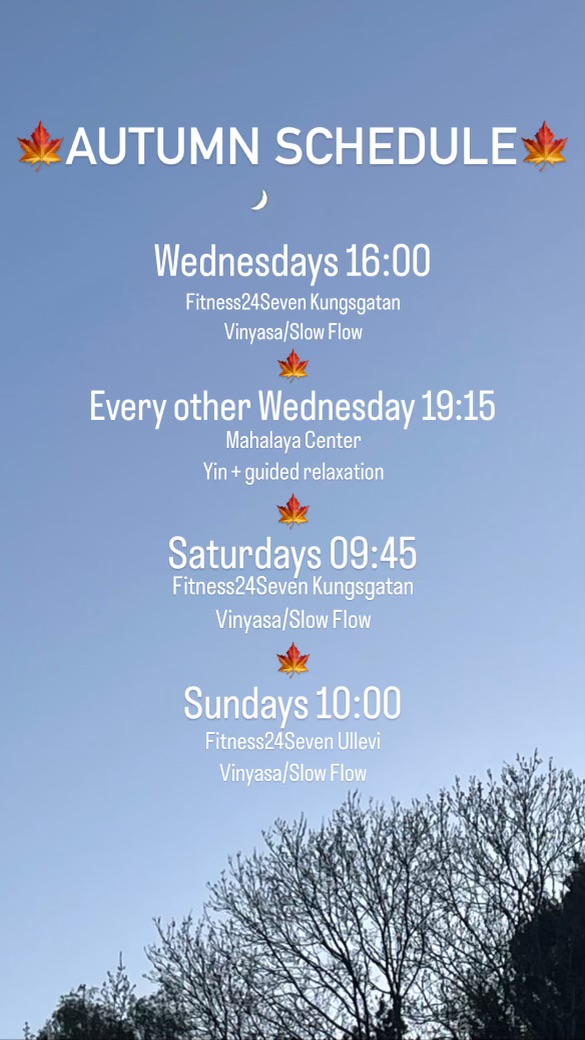 🍁AUTUMN SCHEDULE🍁
Wednesdays 16:00
Fitness24Seven Kungsgatan
Vinyasa/Slow Flow
Every other Wednesday 19:15
Mahalaya Center
Yin + guided relaxation
Saturdays 09:45
Fitness24Seven Kungsgatan
Vinyasa/Slow Flow
Sundays 10:00
Fitness24Seven Ullevi
Vinyasa/Slow Flow